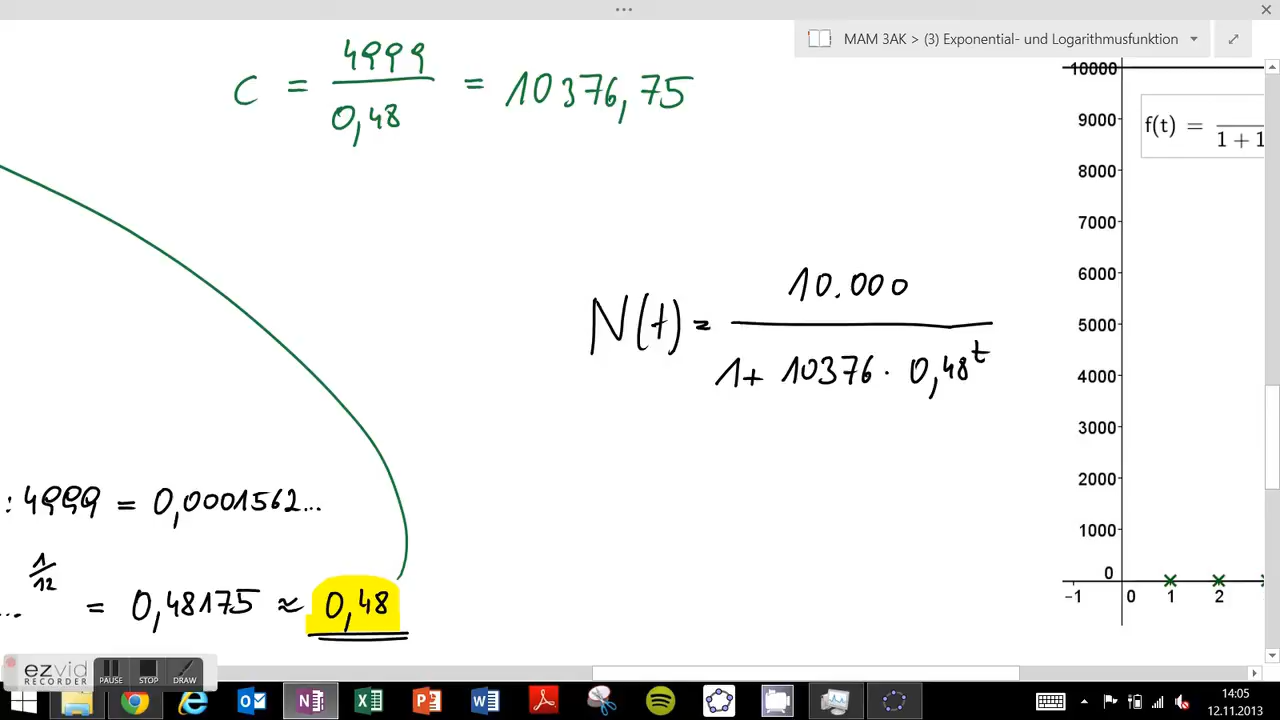 MAM 3AK > (3) Exponential- und Logarithmusfunktion
C = 4999 / 0,48 = 10376,75
10000
9000
f(t) = 1 + 1
8000
7000
6000
N(t) = 10.000 / 1 + 10376 · 0,48^t
5000
4000
3000
2000
1000
0
-1 0 1 2
: 4999 = 0,0001562...
... 1/12 = 0,48175 ≈ 0,48
ezvid
RECORDER
PAUSE STOP DRAW
14:05
12.11.2013